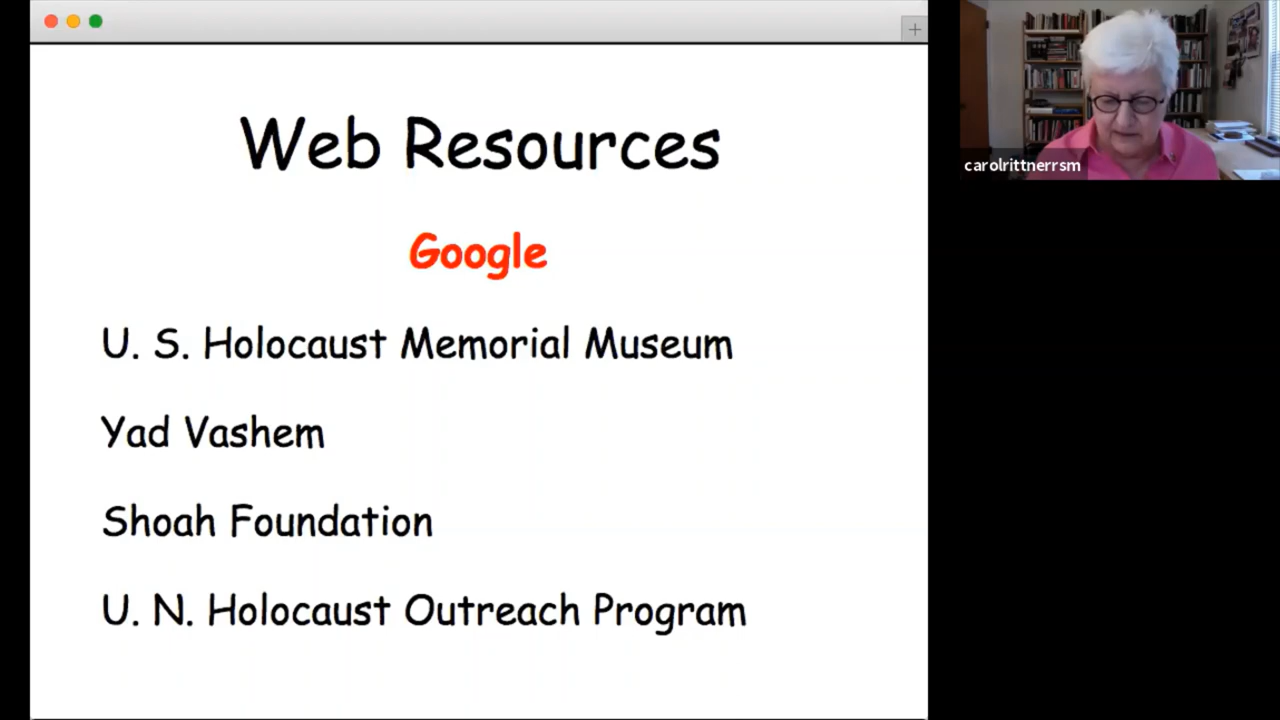 Web Resources
Google
U. S. Holocaust Memorial Museum
Yad Vashem
Shoah Foundation
U. N. Holocaust Outreach Program
carolrittnerrsm